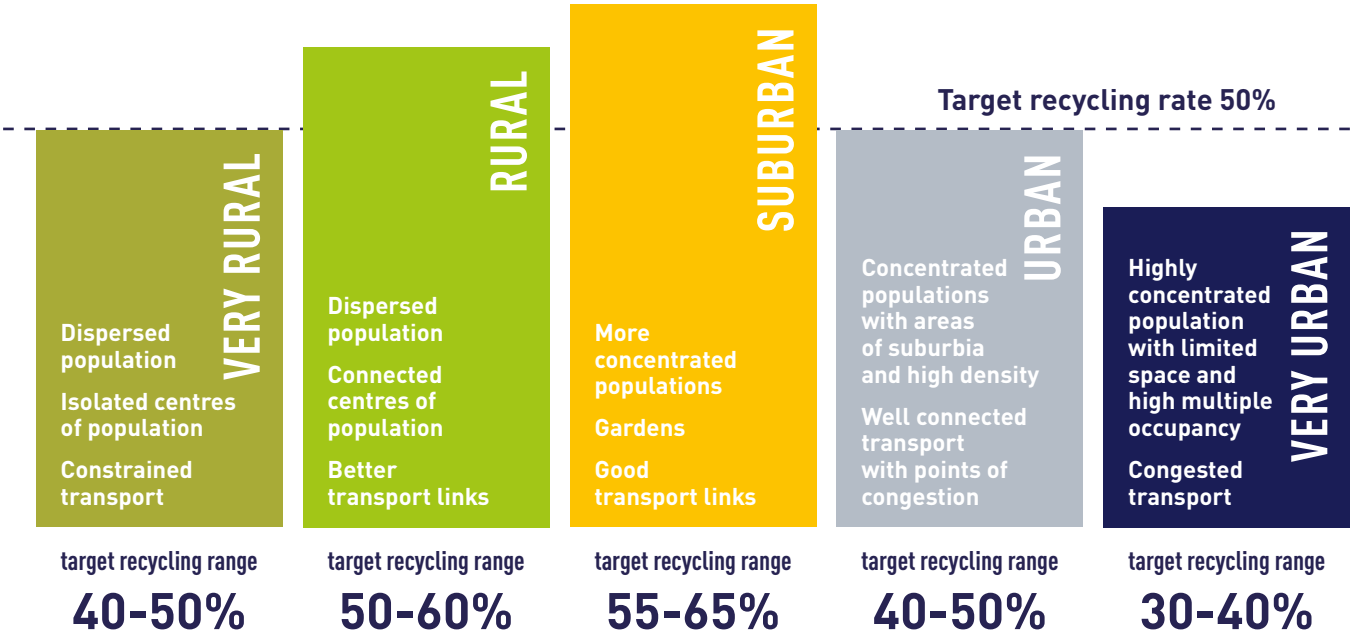 Target recycling rate 50%
VERY RURAL
Dispersed
population
Isolated centres
of population
Constrained
transport
target recycling range
40-50%
RURAL
Dispersed
population
Connected
centres of
population
Better
transport links
target recycling range
50-60%
SUBURBAN
More
concentrated
populations
Gardens
Good
transport links
target recycling range
55-65%
URBAN
Concentrated
populations
with areas
of suburbia
and high density
Well connected
transport
with points of
congestion
target recycling range
40-50%
VERY URBAN
Highly
concentrated
population
with limited
space and
high multiple
occupancy
Congested
transport
target recycling range
30-40%